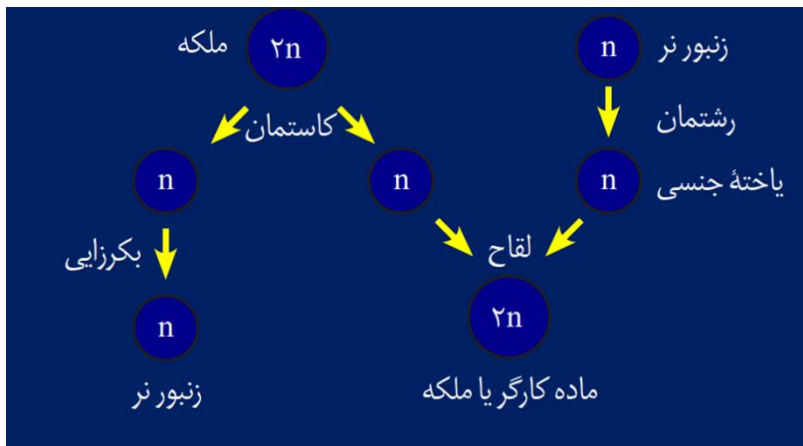 زنبور نر
n
۲n
ملکه
رشتمان
کاستمان
یاختهٔ جنسی
n
n
n
لقاح
بکرزایی
۲n
n
ماده کارگر یا ملکه
زنبور نر